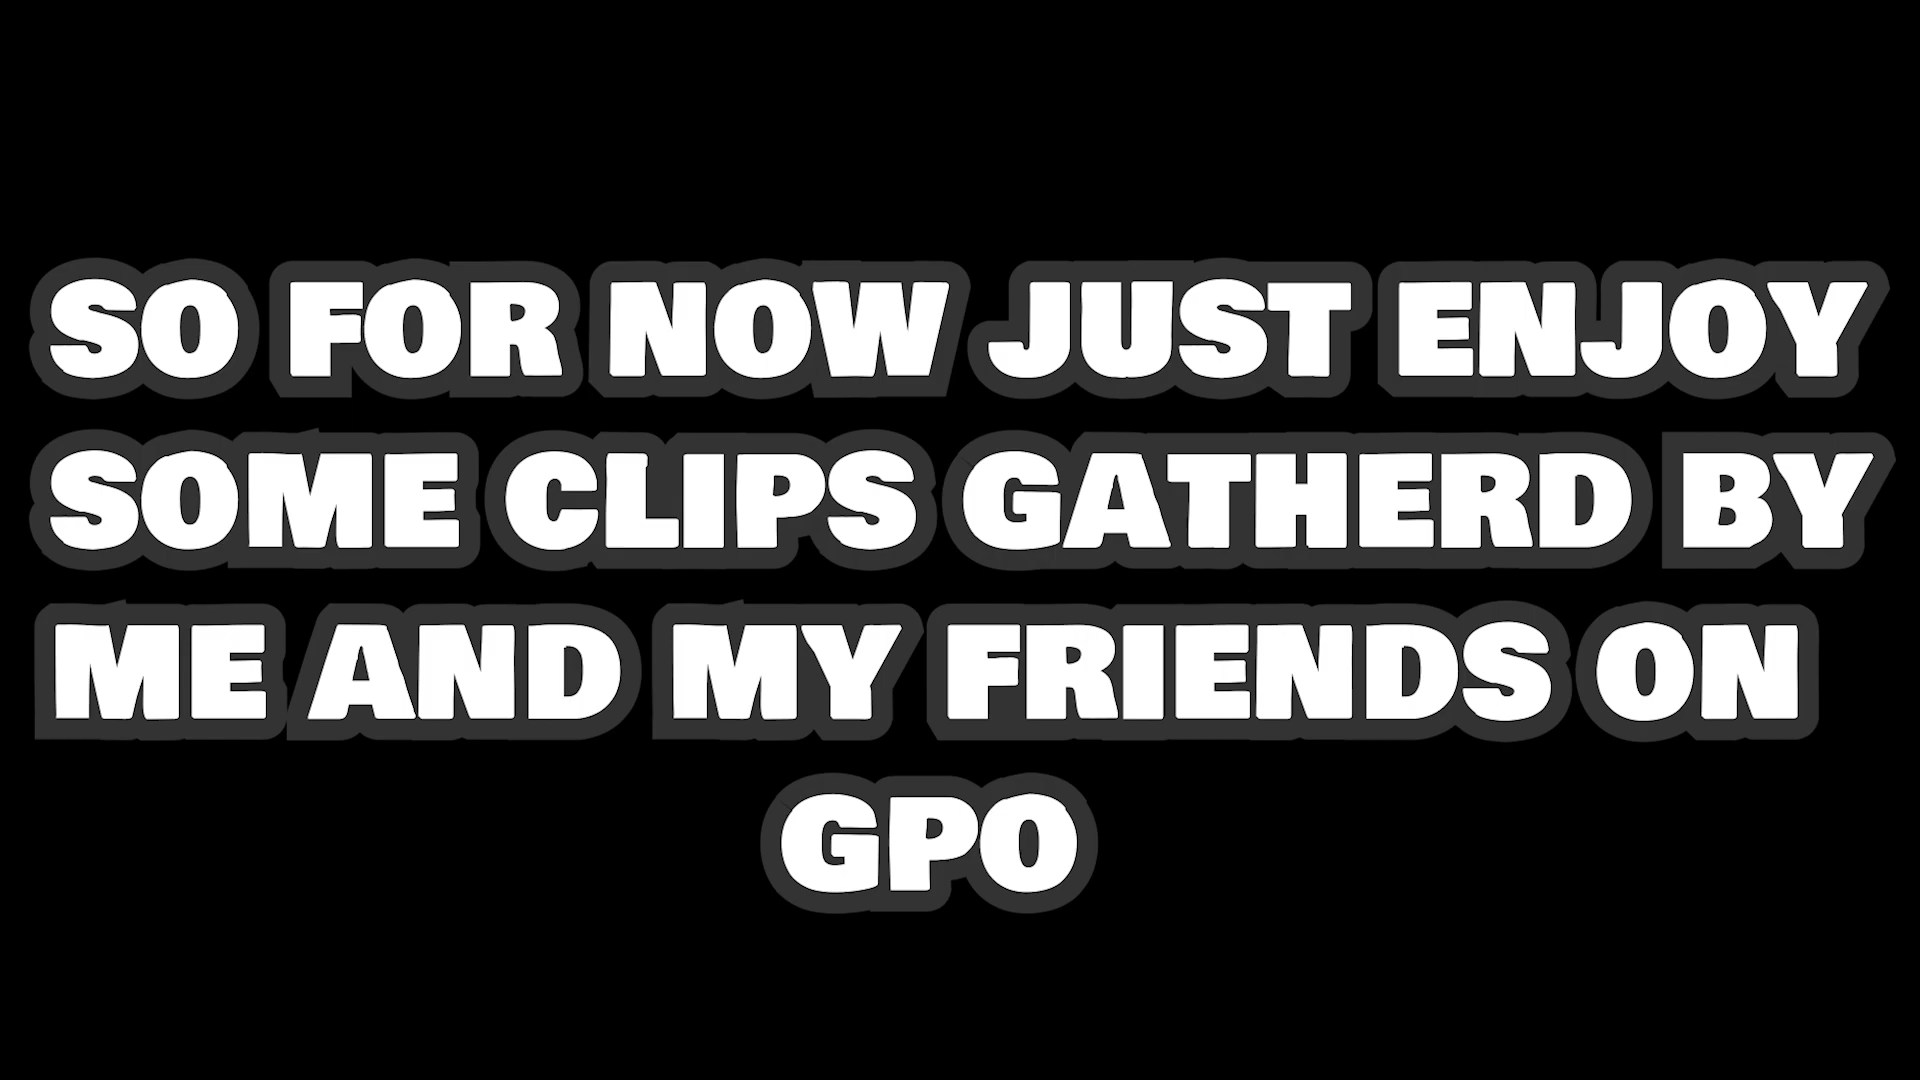 SO FOR NOW JUST ENJOY
SOME CLIPS GATHERD BY
ME AND MY FRIENDS ON
GPO